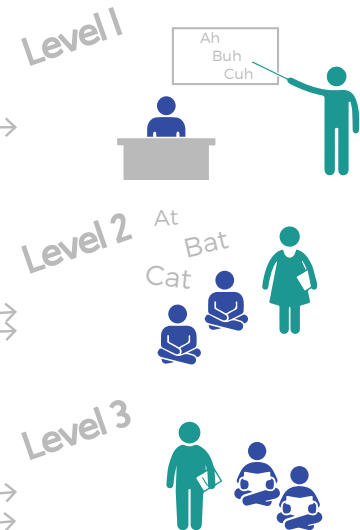 Level 1
Ah
Buh
Cuh
Level 2
At
Bat
Cat
Level 3